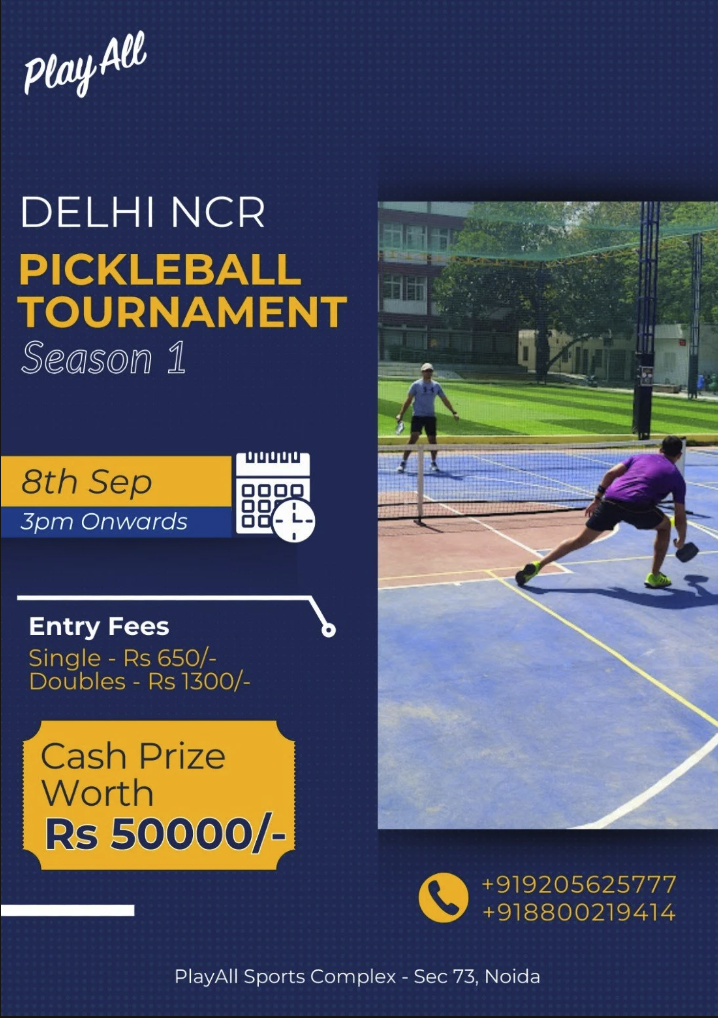 Play All
DELHI NCR
PICKLEBALL
TOURNAMENT
Season 1
8th Sep
3pm Onwards
Entry Fees
Single - Rs 650/-
Doubles - Rs 1300/-
Cash Prize
Worth
Rs 50000/-
+919205625777
+918800219414
PlayAll Sports Complex - Sec 73, Noida